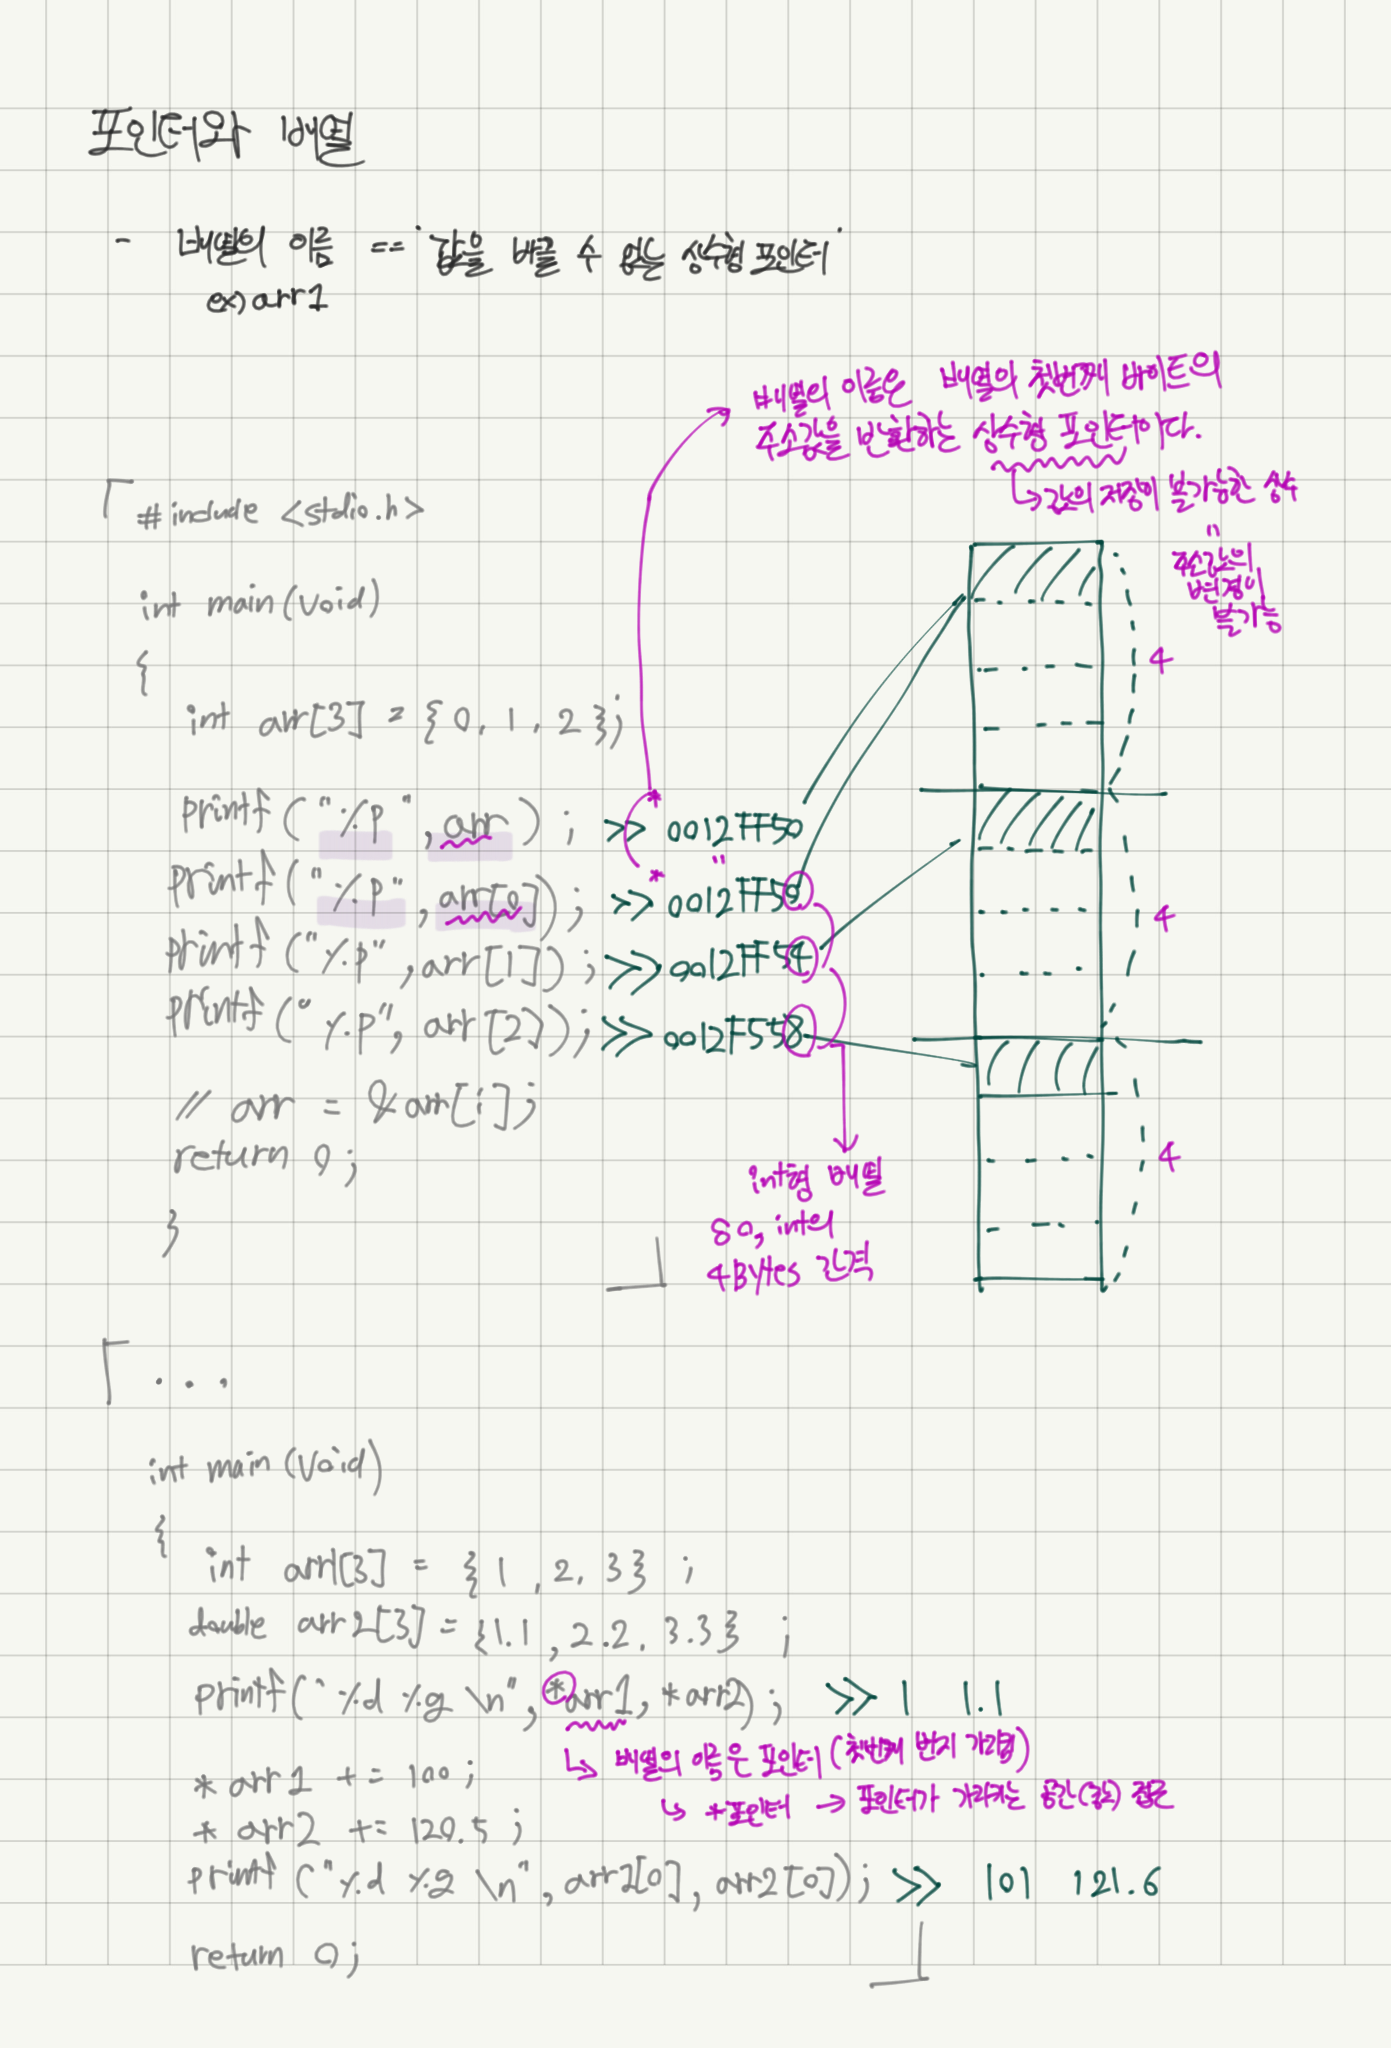 포인터와 배열
- 배열의 이름 == '값을 바꿀 수 없는 상수형 포인터'
ex) arr1
배열의 이름은 배열의 첫번째 바이트의
주소값을 반환하는 상수형 포인터이다.
↳ 값의 저장이 불가능한 상수
"
주소값의
변경이
불가능
#include <stdio.h>
int main(void)
{
int arr[3] = {0, 1, 2};
printf("%p", arr); >> 0012FF50
"
printf("%p", arr[0]); >> 0012FF50
printf("%p", arr[1]); >> 0012FF54
printf("%p", arr[2]); >> 0012F558
// arr = &arr[i];
return 0;
}
4
4
4
int형 배열
so, int의
4Bytes 간격
...
int main(void)
{
int arr1[3] = {1, 2, 3};
double arr2[3] = {1.1, 2.2, 3.3};
printf("%d %g \n", *arr1, *arr2); >> 1 1.1
↳ 배열의 이름은 포인터 (첫번째 번지 가리킴)
↳ *포인터 → 포인터가 가리키는 공간(값) 접근
*arr1 += 100;
*arr2 += 120.5;
printf("%d %g \n", arr1[0], arr2[0]); >> 101 121.6
return 0;